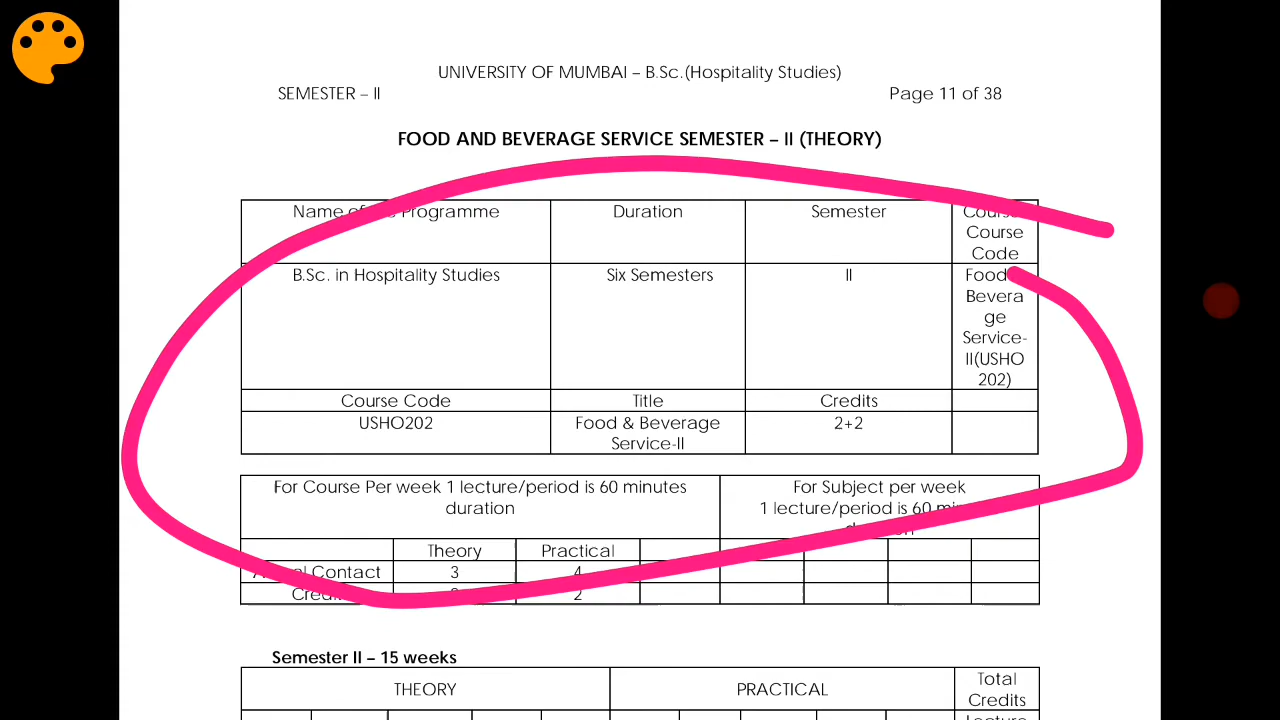 UNIVERSITY OF MUMBAI – B.Sc.(Hospitality Studies)
SEMESTER – II Page 11 of 38
FOOD AND BEVERAGE SERVICE SEMESTER – II (THEORY)
Name of Programme Duration Semester Course
Course
Code
B.Sc. in Hospitality Studies Six Semesters II Food
Bevera
ge
Service-
II(USHO
202)
Course Code Title Credits
USHO202 Food & Beverage 2+2
Service-II
For Course Per week 1 lecture/period is 60 minutes For Subject per week
duration 1 lecture/period is 60
Theory Practical
Contact 3 4
2
Semester II – 15 weeks
THEORY PRACTICAL Total
Credits
Lecture